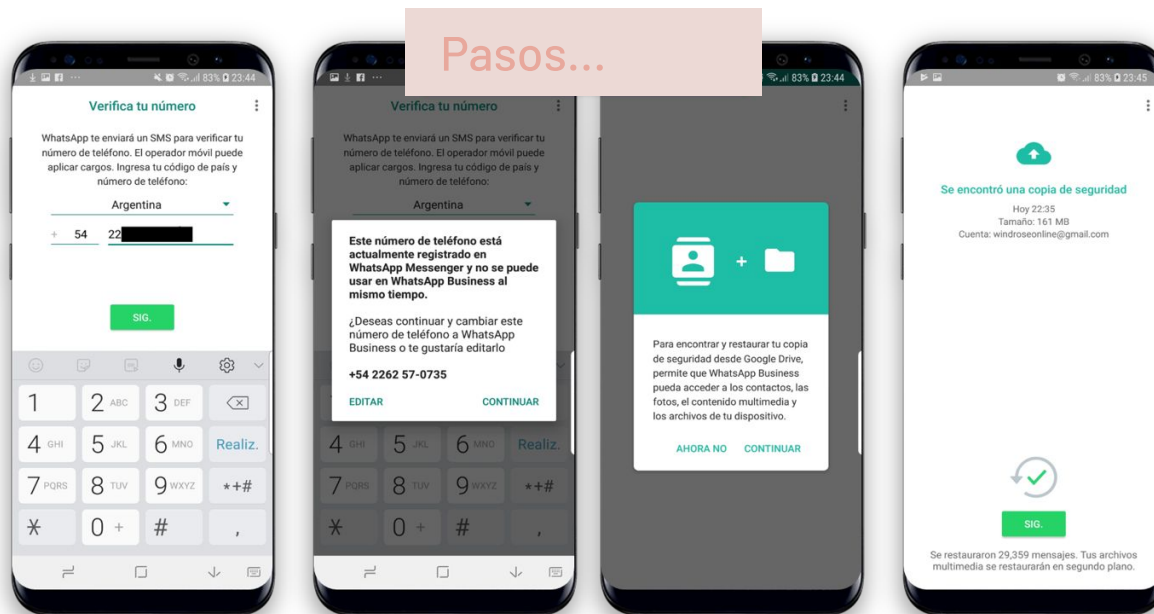 Pasos...
83% 23:44
Verifica tu número
WhatsApp te enviará un SMS para verificar tu
número de teléfono. El operador móvil puede
aplicar cargos. Ingresa tu código de país y
número de teléfono:
Argentina
+ 54 22
SIG.
1 2 ABC 3 DEF
4 GHI 5 JKL 6 MNO Realiz.
7 PQRS 8 TUV 9 WXYZ *+#
* 0 + # ,
Verifica tu número
WhatsApp te enviará un SMS para verificar tu
número de teléfono. El operador móvil puede
aplicar cargos. Ingresa tu código de país y
número de teléfono:
Argentina
Este número de teléfono está
actualmente registrado en
WhatsApp Messenger y no se puede
usar en WhatsApp Business al
mismo tiempo.
¿Deseas continuar y cambiar este
número de teléfono a WhatsApp
Business o te gustaría editarlo
+54 2262 57-0735
EDITAR CONTINUAR
4 GHI 5 JKL 6 MNO Realiz.
7 PQRS 8 TUV 9 WXYZ *+#
* 0 + # ,
83% 23:44
+
Para encontrar y restaurar tu copia
de seguridad desde Google Drive,
permite que WhatsApp Business
pueda acceder a los contactos, las
fotos, el contenido multimedia y
los archivos de tu dispositivo.
AHORA NO CONTINUAR
83% 23:45
Se encontró una copia de seguridad
Hoy 22:35
Tamaño: 161 MB
Cuenta: windroseonline@gmail.com
SIG.
Se restauraron 29,359 mensajes. Tus archivos
multimedia se restaurarán en segundo plano.